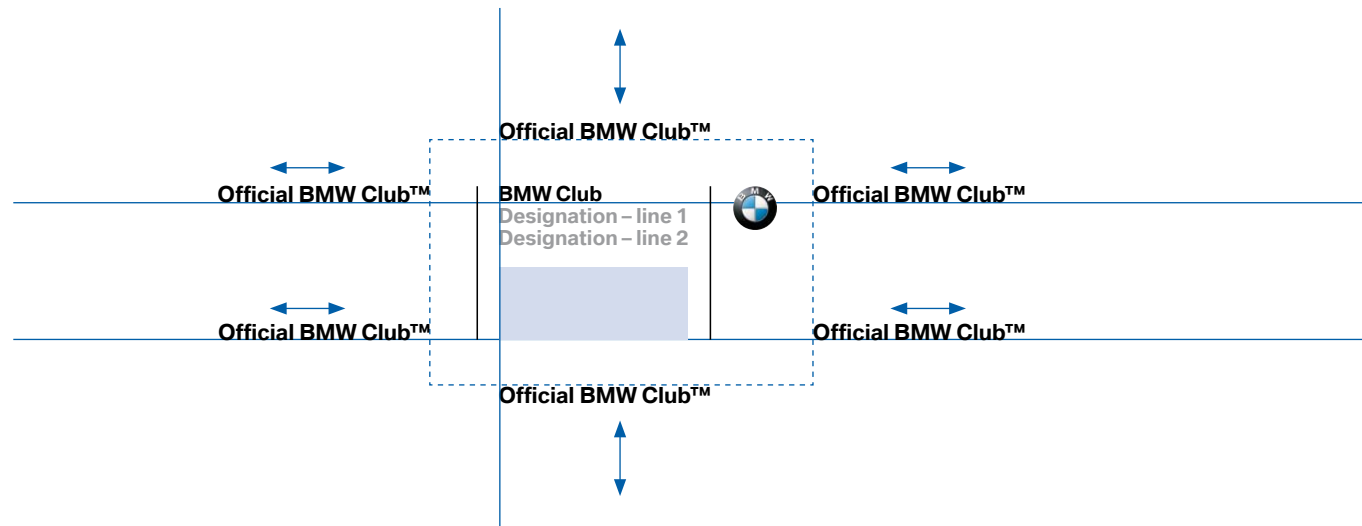 Official BMW Club™
Official BMW Club™
BMW Club
BMW
Official BMW Club™
Designation – line 1
Designation – line 2
Official BMW Club™
Official BMW Club™
Official BMW Club™